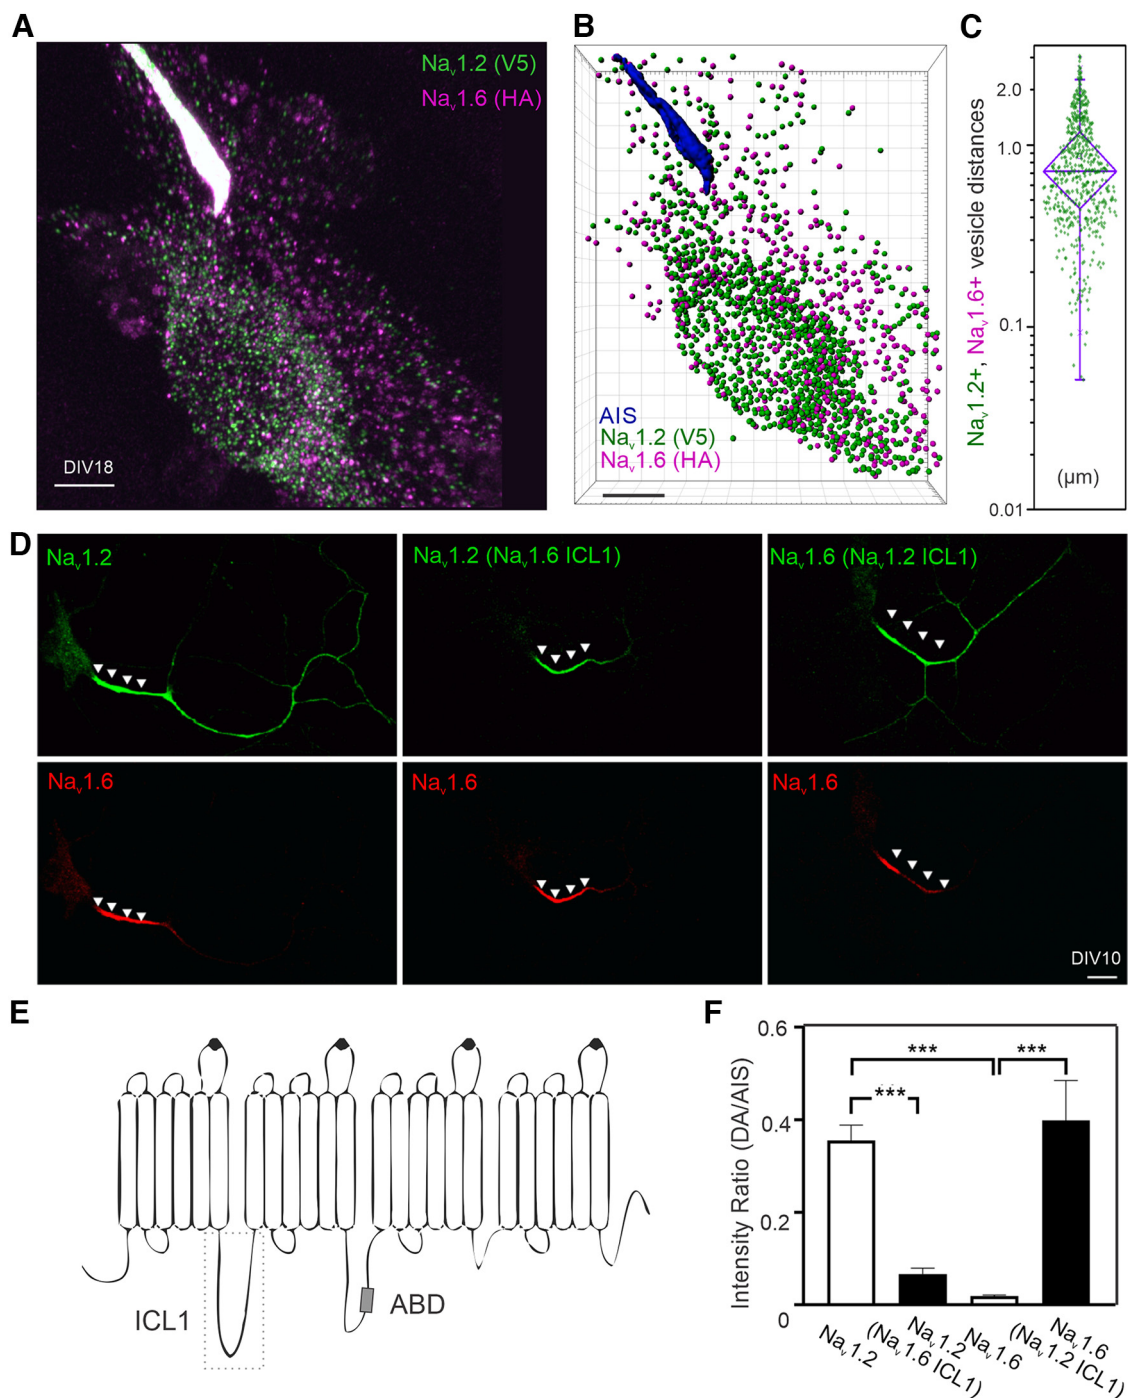 A
Naᵥ1.2 (V5)
Naᵥ1.6 (HA)
DIV18
B
AIS
Naᵥ1.2 (V5)
Naᵥ1.6 (HA)
C
Naᵥ1.2+, Naᵥ1.6+ vesicle distances
2.0
1.0
0.1
0.01
(µm)
D
Naᵥ1.2
Naᵥ1.2 (Naᵥ1.6 ICL1)
Naᵥ1.6 (Naᵥ1.2 ICL1)
Naᵥ1.6
Naᵥ1.6
Naᵥ1.6
DIV10
E
ICL1
ABD
F
Intensity Ratio (DA/AIS)
0.6
0.4
0.2
0
***
***
***
Naᵥ1.2
Naᵥ1.2
(Naᵥ1.6 ICL1)
Naᵥ1.6
Naᵥ1.6
(Naᵥ1.2 ICL1)